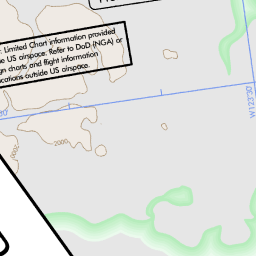 Limited Chart information provided
US airspace. Refer to DoD (NGA) or
charts and flight information
outside US airspace.
2000
2000
W123°30'